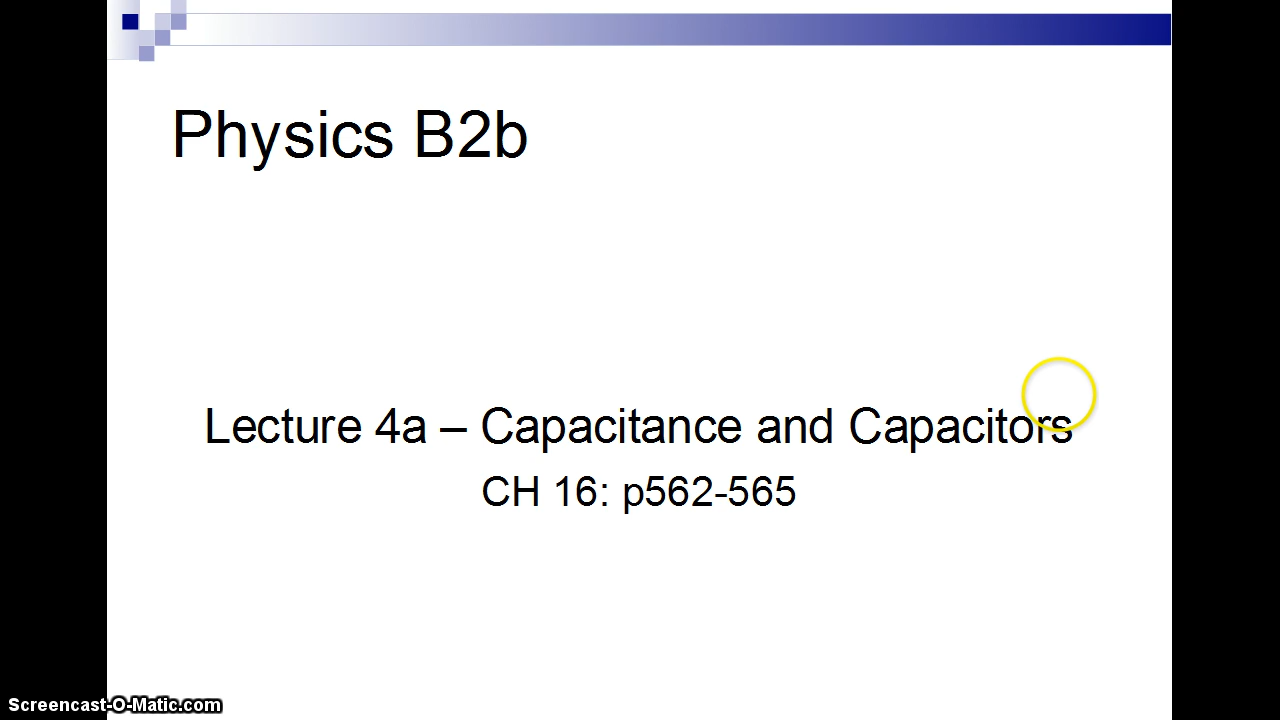 Physics B2b
Lecture 4a – Capacitance and Capacitors
CH 16: p562-565
Screencast-O-Matic.com